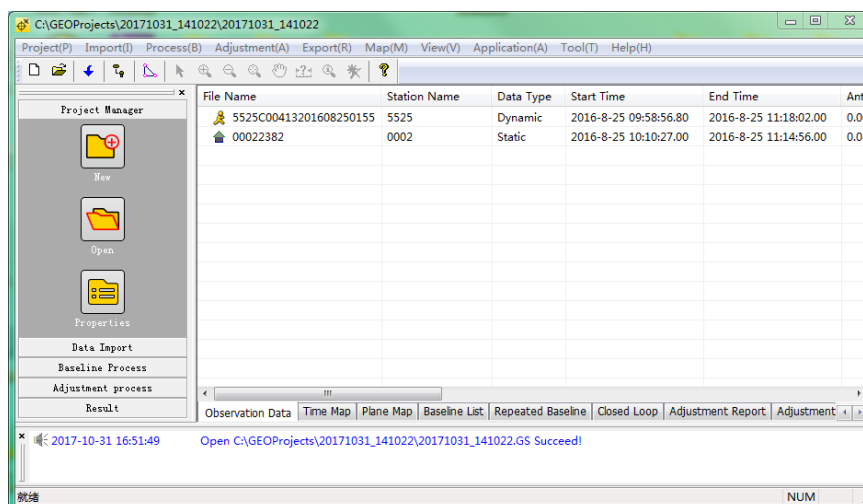 C:\GEOProjects\20171031_141022\20171031_141022
Project(P) Import(I) Process(B) Adjustment(A) Export(R) Map(M) View(V) Application(A) Tool(T) Help(H)
Project Manager
New
Open
Properties
Data Import
Baseline Process
Adjustment process
Result
File Name Station Name Data Type Start Time End Time Ant
5525C00413201608250155 5525 Dynamic 2016-8-25 09:58:56.80 2016-8-25 11:18:02.00 0.0
00022382 0002 Static 2016-8-25 10:10:27.00 2016-8-25 11:14:56.00 0.0
Observation Data Time Map Plane Map Baseline List Repeated Baseline Closed Loop Adjustment Report Adjustment
2017-10-31 16:51:49 Open C:\GEOProjects\20171031_141022\20171031_141022.GS Succeed!
就绪 NUM